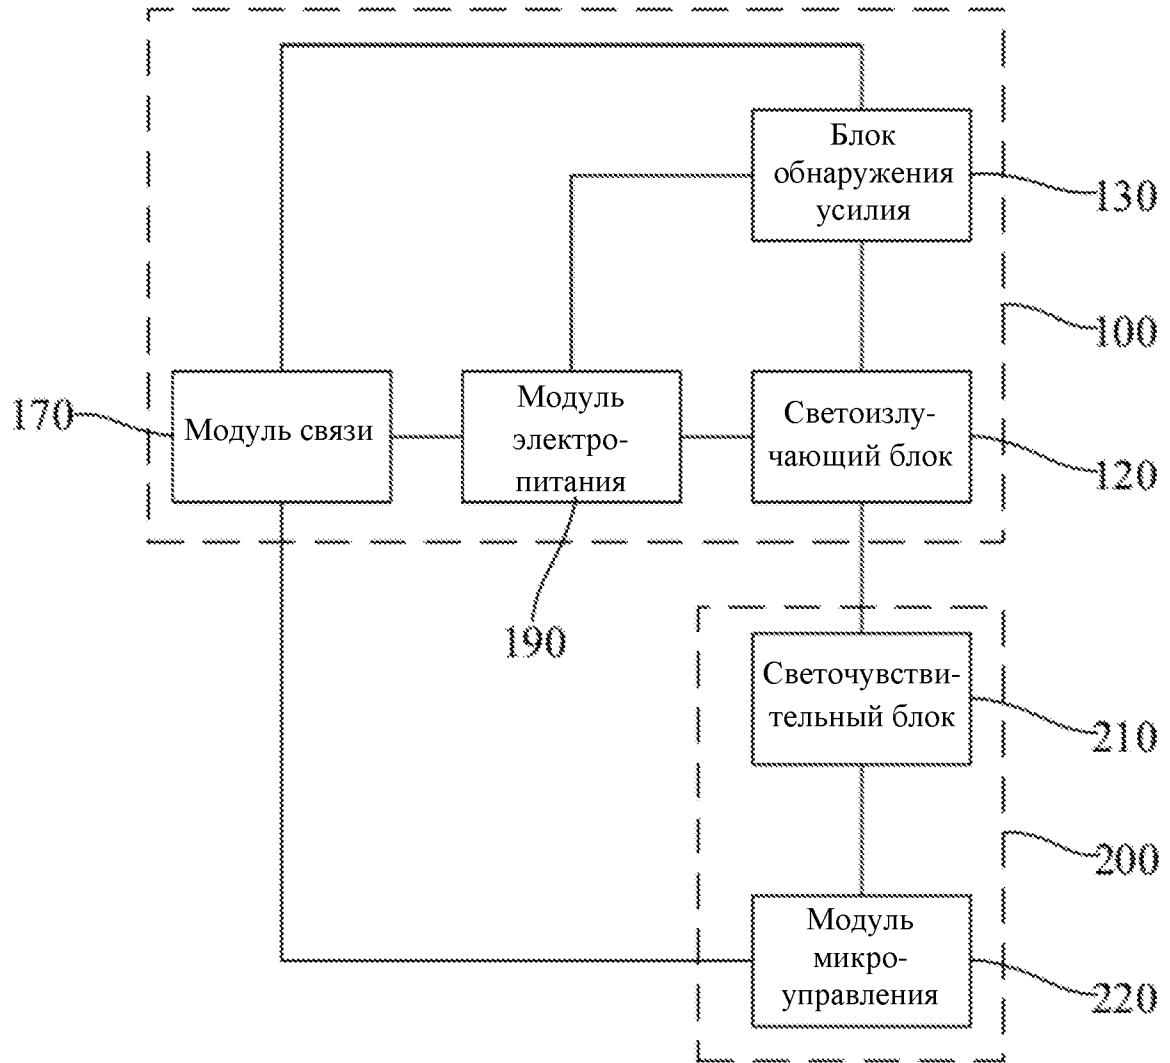 Блок
обнаружения
усилия
130
100
170
Модуль связи
Модуль
электро-
питания
Светоизлу-
чающий блок
120
190
Светочувстви-
тельный блок
210
200
Модуль
микро-
управления
220